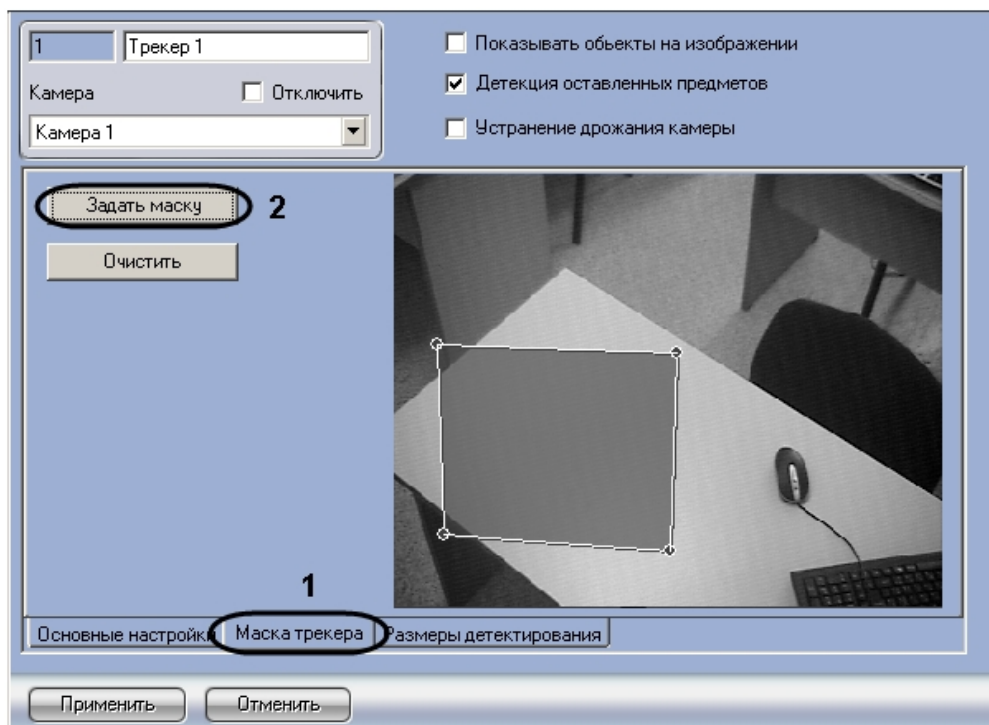 1 Трекер 1
Показывать обьекты на изображении
Камера Отключить
Детекция оставленных предметов
Камера 1
Устранение дрожания камеры
Задать маску 2
Очистить
1
Основные настройки Маска трекера Размеры детектирования
Применить Отменить